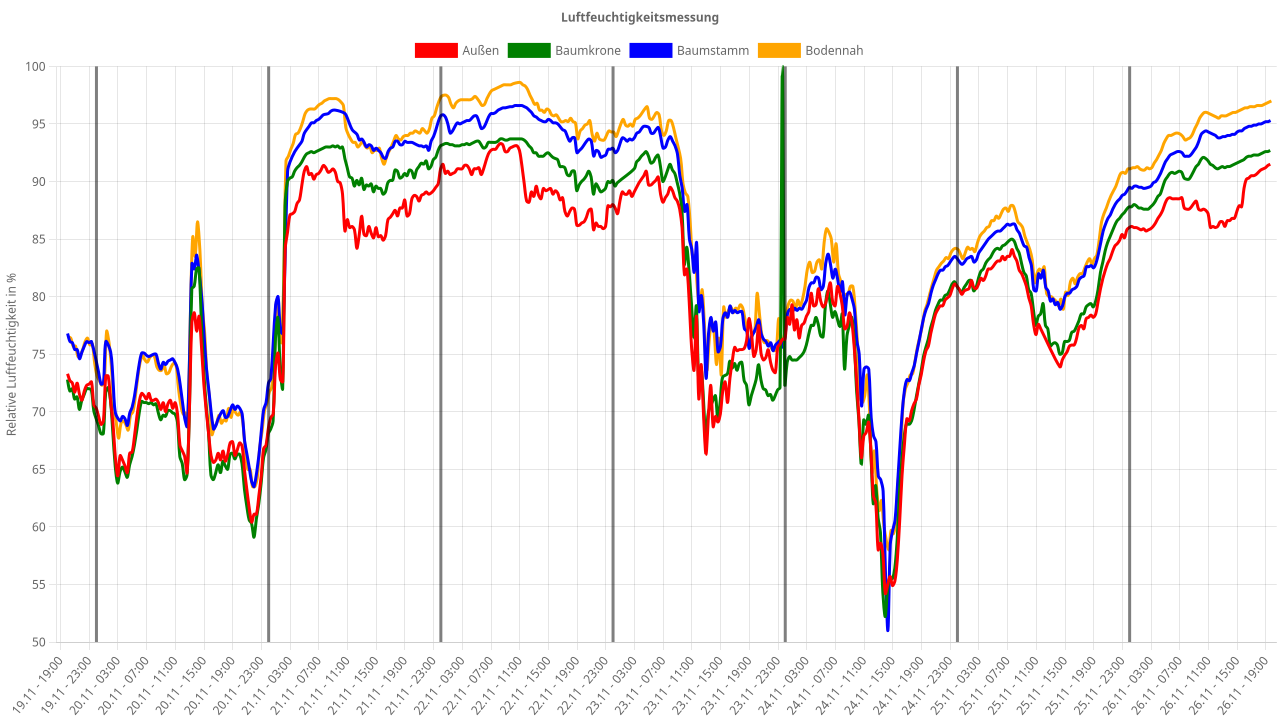 Luftfeuchtigkeitsmessung
Außen Baumkrone Baumstamm Bodennah
Relative Luftfeuchtigkeit in %
100
95
90
85
80
75
70
65
60
55
50
19.11 - 19:00
19.11 - 23:00
20.11 - 03:00
20.11 - 07:00
20.11 - 11:00
20.11 - 15:00
20.11 - 19:00
20.11 - 23:00
21.11 - 03:00
21.11 - 07:00
21.11 - 11:00
21.11 - 15:00
21.11 - 19:00
21.11 - 23:00
22.11 - 03:00
22.11 - 07:00
22.11 - 11:00
22.11 - 15:00
22.11 - 19:00
22.11 - 23:00
23.11 - 03:00
23.11 - 07:00
23.11 - 11:00
23.11 - 15:00
23.11 - 19:00
23.11 - 23:00
24.11 - 03:00
24.11 - 07:00
24.11 - 11:00
24.11 - 15:00
24.11 - 19:00
24.11 - 23:00
25.11 - 03:00
25.11 - 07:00
25.11 - 11:00
25.11 - 15:00
25.11 - 19:00
25.11 - 23:00
26.11 - 03:00
26.11 - 07:00
26.11 - 11:00
26.11 - 15:00
26.11 - 19:00